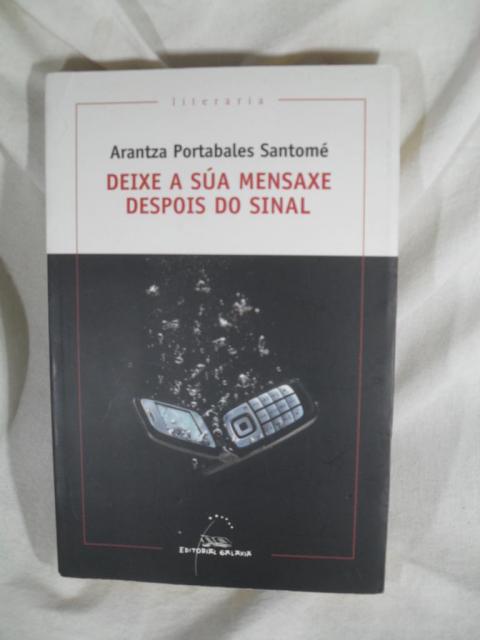 literaria
Arantza Portabales Santomé
DEIXE A SÚA MENSAXE
DESPOIS DO SINAL
EDITORIAL GALAXIA